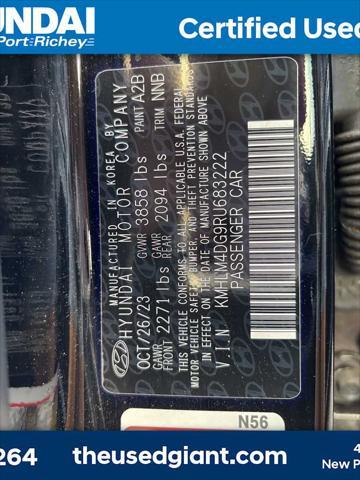 UNDAI
Port-Richey
Certified Used
MANUFACTURED IN KOREA BY
HYUNDAI MOTOR COMPANY
OCT/26/23 GVWR 3858 lbs PAINT A2B
GAWR FRONT 2271 lbs GAWR REAR 2094 lbs TRIM NNB
THIS VEHICLE CONFORMS TO ALL APPLICABLE U.S.A. FEDERAL
MOTOR VEHICLE SAFETY, BUMPER, AND THEFT PREVENTION STANDARDS
IN EFFECT ON THE DATE OF MANUFACTURE SHOWN ABOVE
V.I.N : KMHLM4DG9RU683222
PASSENGER CAR
N56
264
theusedgiant.com
4
New P